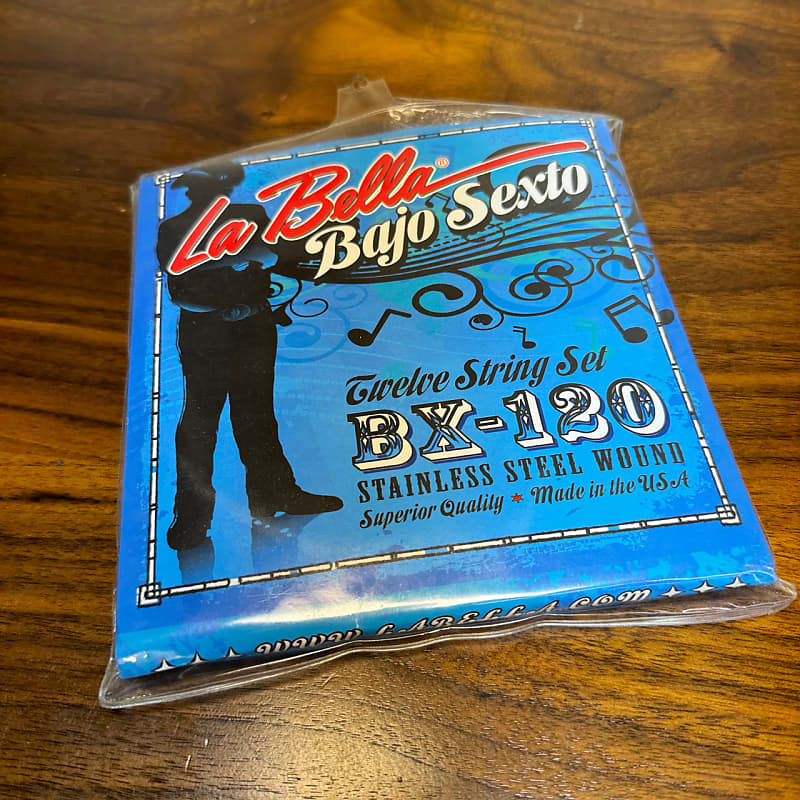 La Bella®
Bajo Sexto
Twelve String Set
BX-120
STAINLESS STEEL WOUND
Superior Quality ★ Made in the USA
WWW.LABELLA.COM